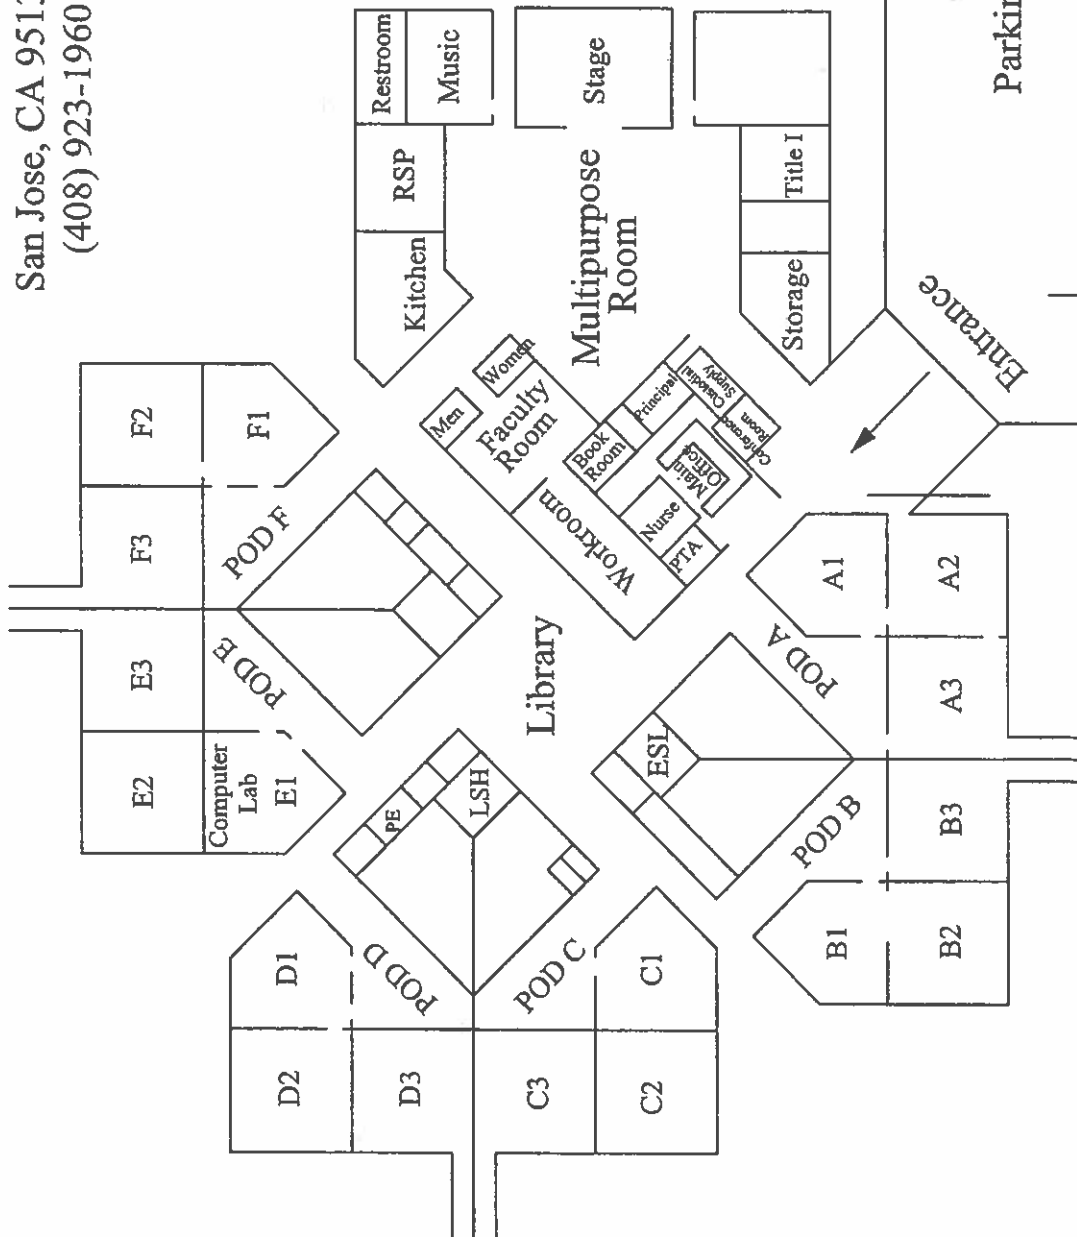 San Jose, CA 9513
(408) 923-1960
Parkin
Restroom
Music
Stage
RSP
Kitchen
Multipurpose
Room
Title I
Storage
Entrance
Women
Men
Faculty
Room
Book
Room
Workroom
Principal
Custodial
Supply
Conference
Room
Main
Office
Nurse
PTA
Library
F2
F1
F3
POD F
E3
POD E
E2
Computer
Lab
E1
PE
LSH
ESL
D1
D2
D3
POD D
POD C
C1
C2
C3
A1
A2
A3
POD A
POD B
B1
B2
B3